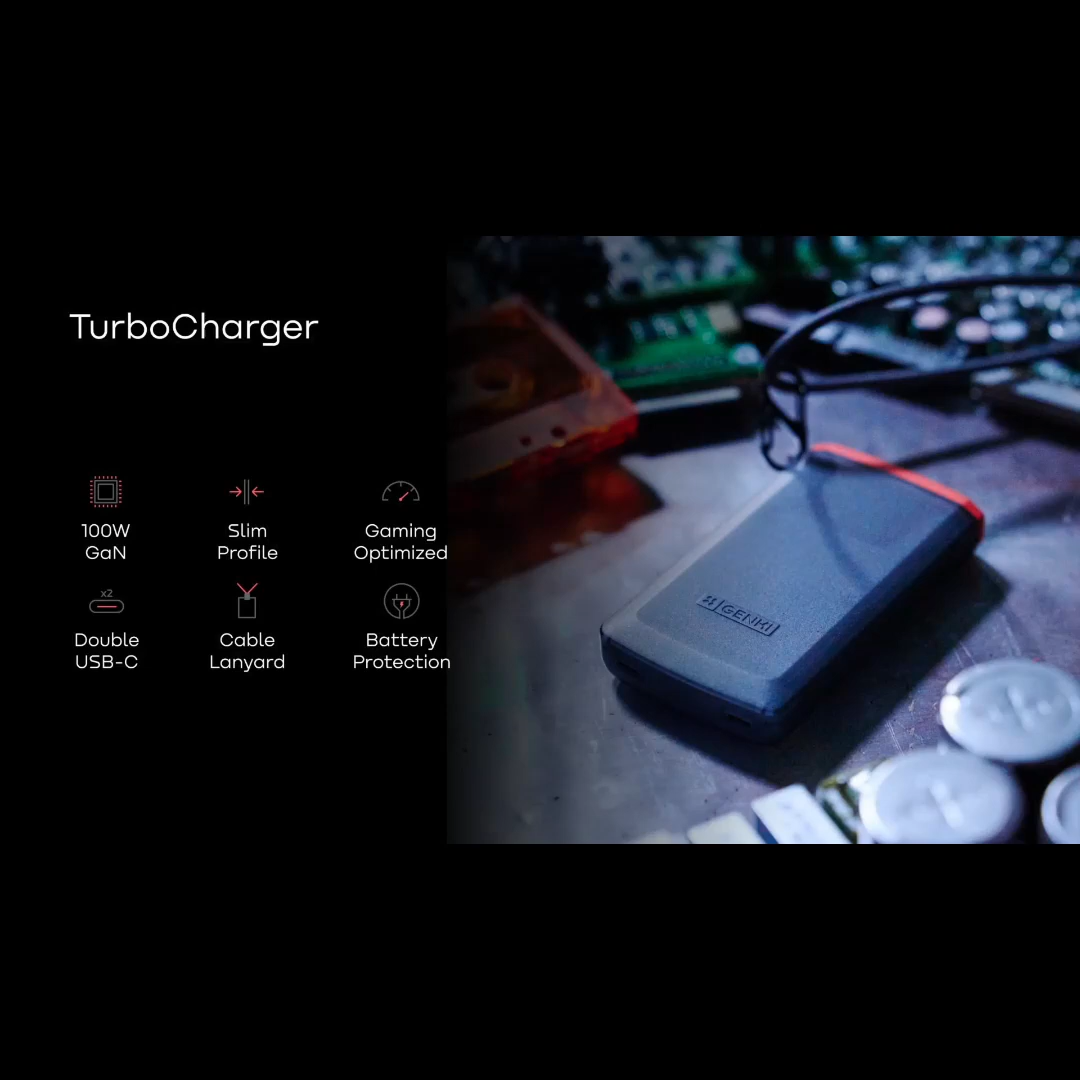 TurboCharger
100W
GaN
Slim
Profile
Gaming
Optimized
x2
Double
USB-C
Cable
Lanyard
Battery
Protection
GENKI